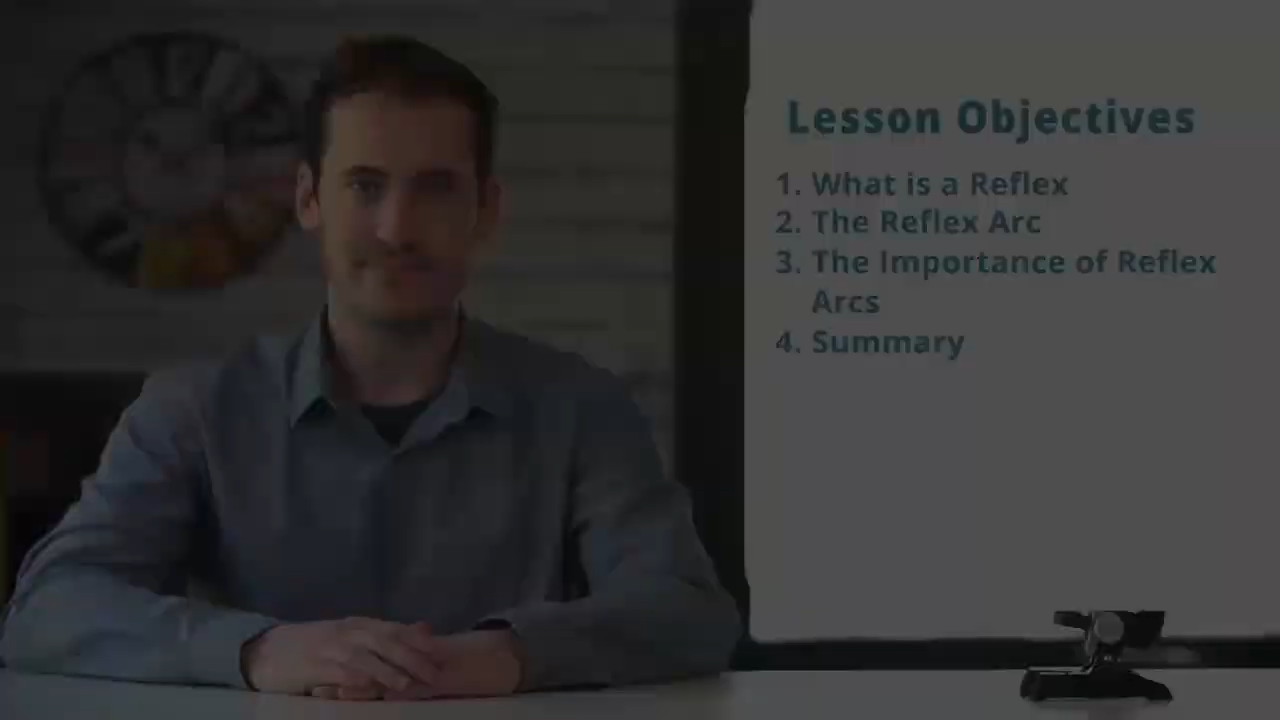 Lesson Objectives
1. What is a Reflex
2. The Reflex Arc
3. The Importance of Reflex
Arcs
4. Summary